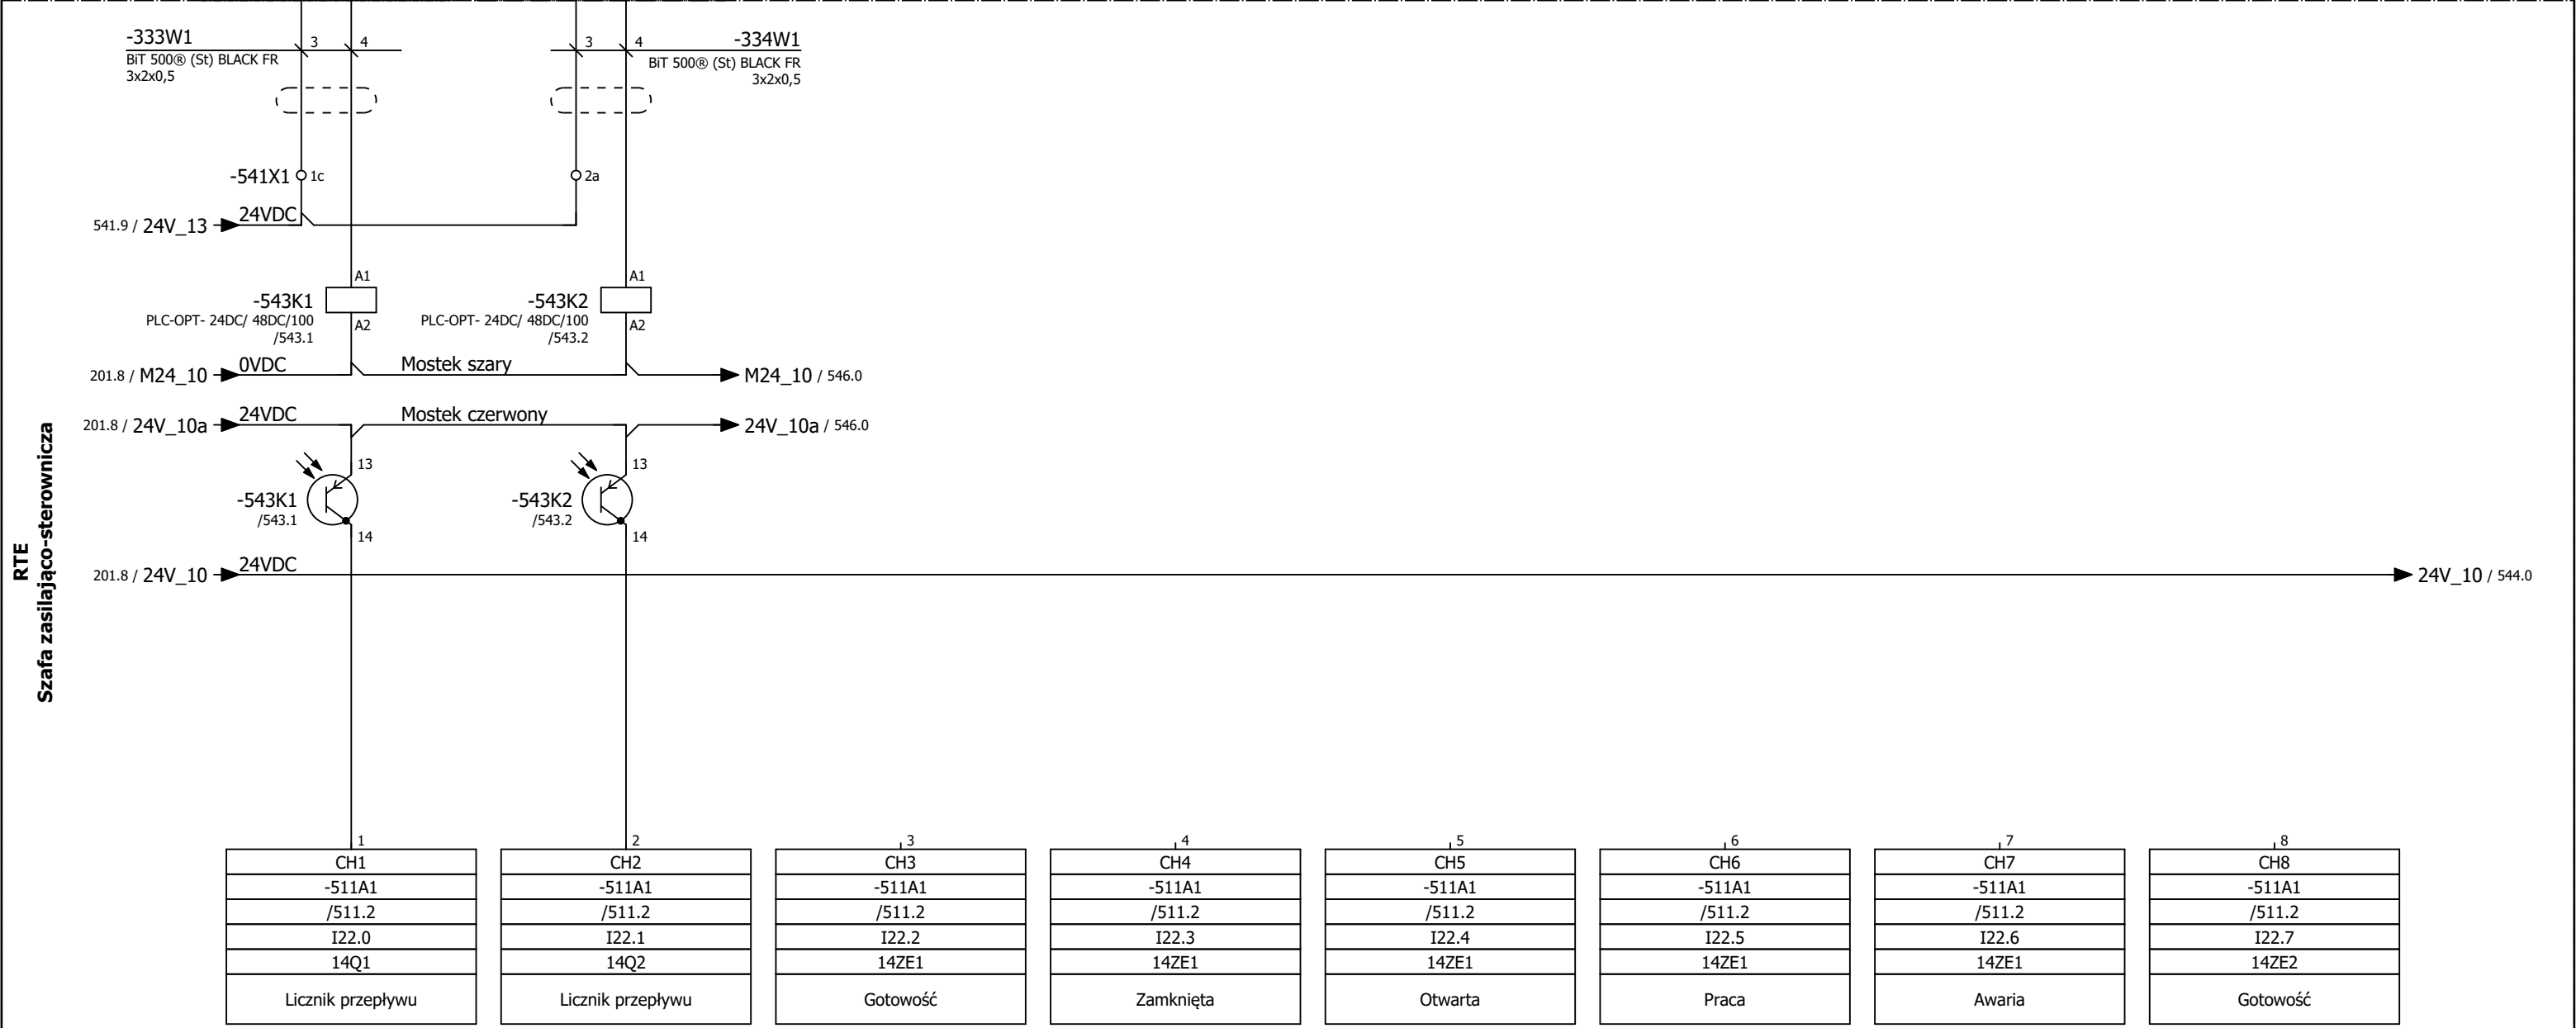 -333W1
BiT 500® (St) BLACK FR
3x2x0,5
3 4
3 4
-334W1
BiT 500® (St) BLACK FR
3x2x0,5
-541X1 1c
2a
541.9 / 24V_13 24VDC
A1
-543K1
PLC-OPT- 24DC/ 48DC/100
/543.1
A2
A1
-543K2
PLC-OPT- 24DC/ 48DC/100
/543.2
A2
201.8 / M24_10 0VDC Mostek szary M24_10 / 546.0
201.8 / 24V_10a 24VDC Mostek czerwony 24V_10a / 546.0
13
-543K1
/543.1
14
13
-543K2
/543.2
14
201.8 / 24V_10 24VDC 24V_10 / 544.0
RTE
Szafa zasilająco-sterownicza
1 2 3 4 5 6 7 8
CH1 CH2 CH3 CH4 CH5 CH6 CH7 CH8
-511A1 -511A1 -511A1 -511A1 -511A1 -511A1 -511A1 -511A1
/511.2 /511.2 /511.2 /511.2 /511.2 /511.2 /511.2 /511.2
I22.0 I22.1 I22.2 I22.3 I22.4 I22.5 I22.6 I22.7
14Q1 14Q2 14ZE1 14ZE1 14ZE1 14ZE1 14ZE1 14ZE2
Licznik przepływu Licznik przepływu Gotowość Zamknięta Otwarta Praca Awaria Gotowość